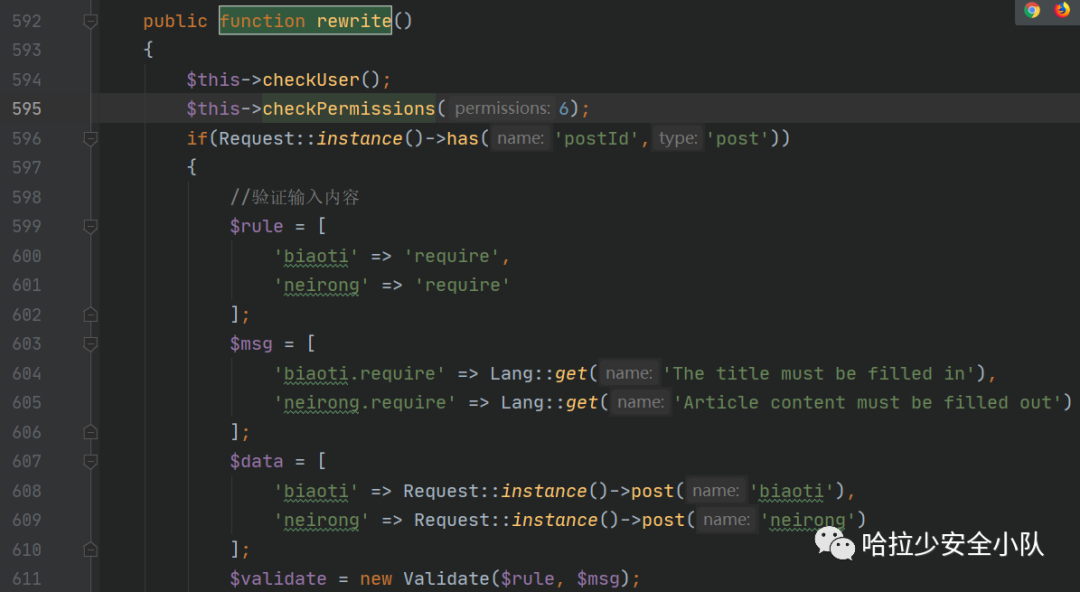 592 public function rewrite()
593 {
594 $this->checkUser();
595 $this->checkPermissions( permissions: 6);
596 if(Request::instance()->has( name: 'postId', type: 'post'))
597 {
598 //验证输入内容
599 $rule = [
600 'biaoti' => 'require',
601 'neirong' => 'require'
602 ];
603 $msg = [
604 'biaoti.require' => Lang::get( name: 'The title must be filled in'),
605 'neirong.require' => Lang::get( name: 'Article content must be filled out')
606 ];
607 $data = [
608 'biaoti' => Request::instance()->post( name: 'biaoti'),
609 'neirong' => Request::instance()->post( name: 'neirong')
610 ];
哈拉少安全小队
611 $validate = new Validate($rule, $msg);